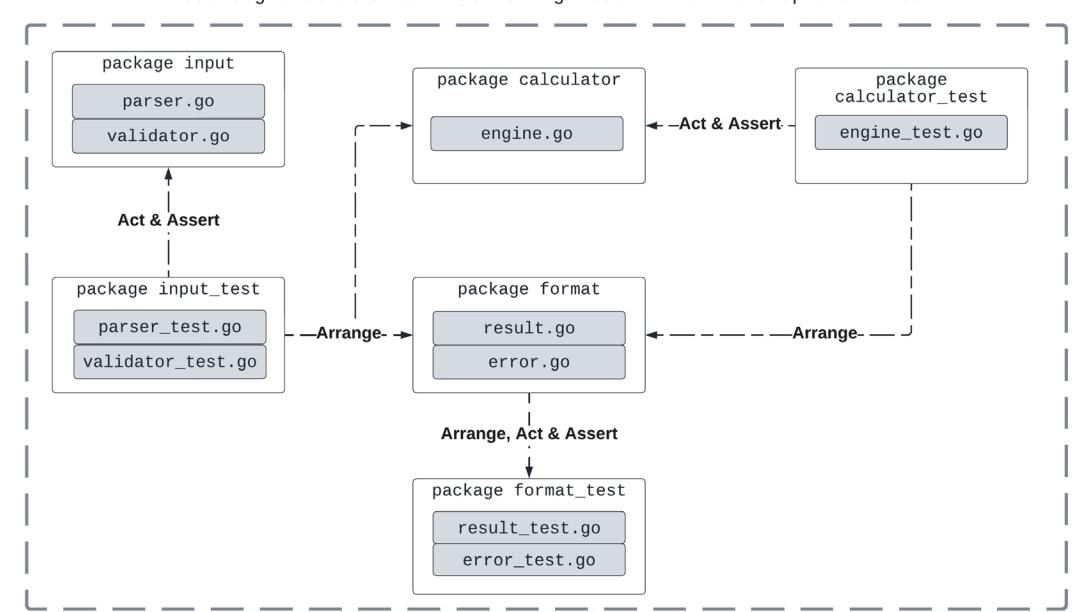 package input
parser.go
validator.go
package calculator
engine.go
package
calculator_test
engine_test.go
Act & Assert
Act & Assert
package input_test
parser_test.go
validator_test.go
Arrange
package format
result.go
error.go
Arrange
Arrange, Act & Assert
package format_test
result_test.go
error_test.go